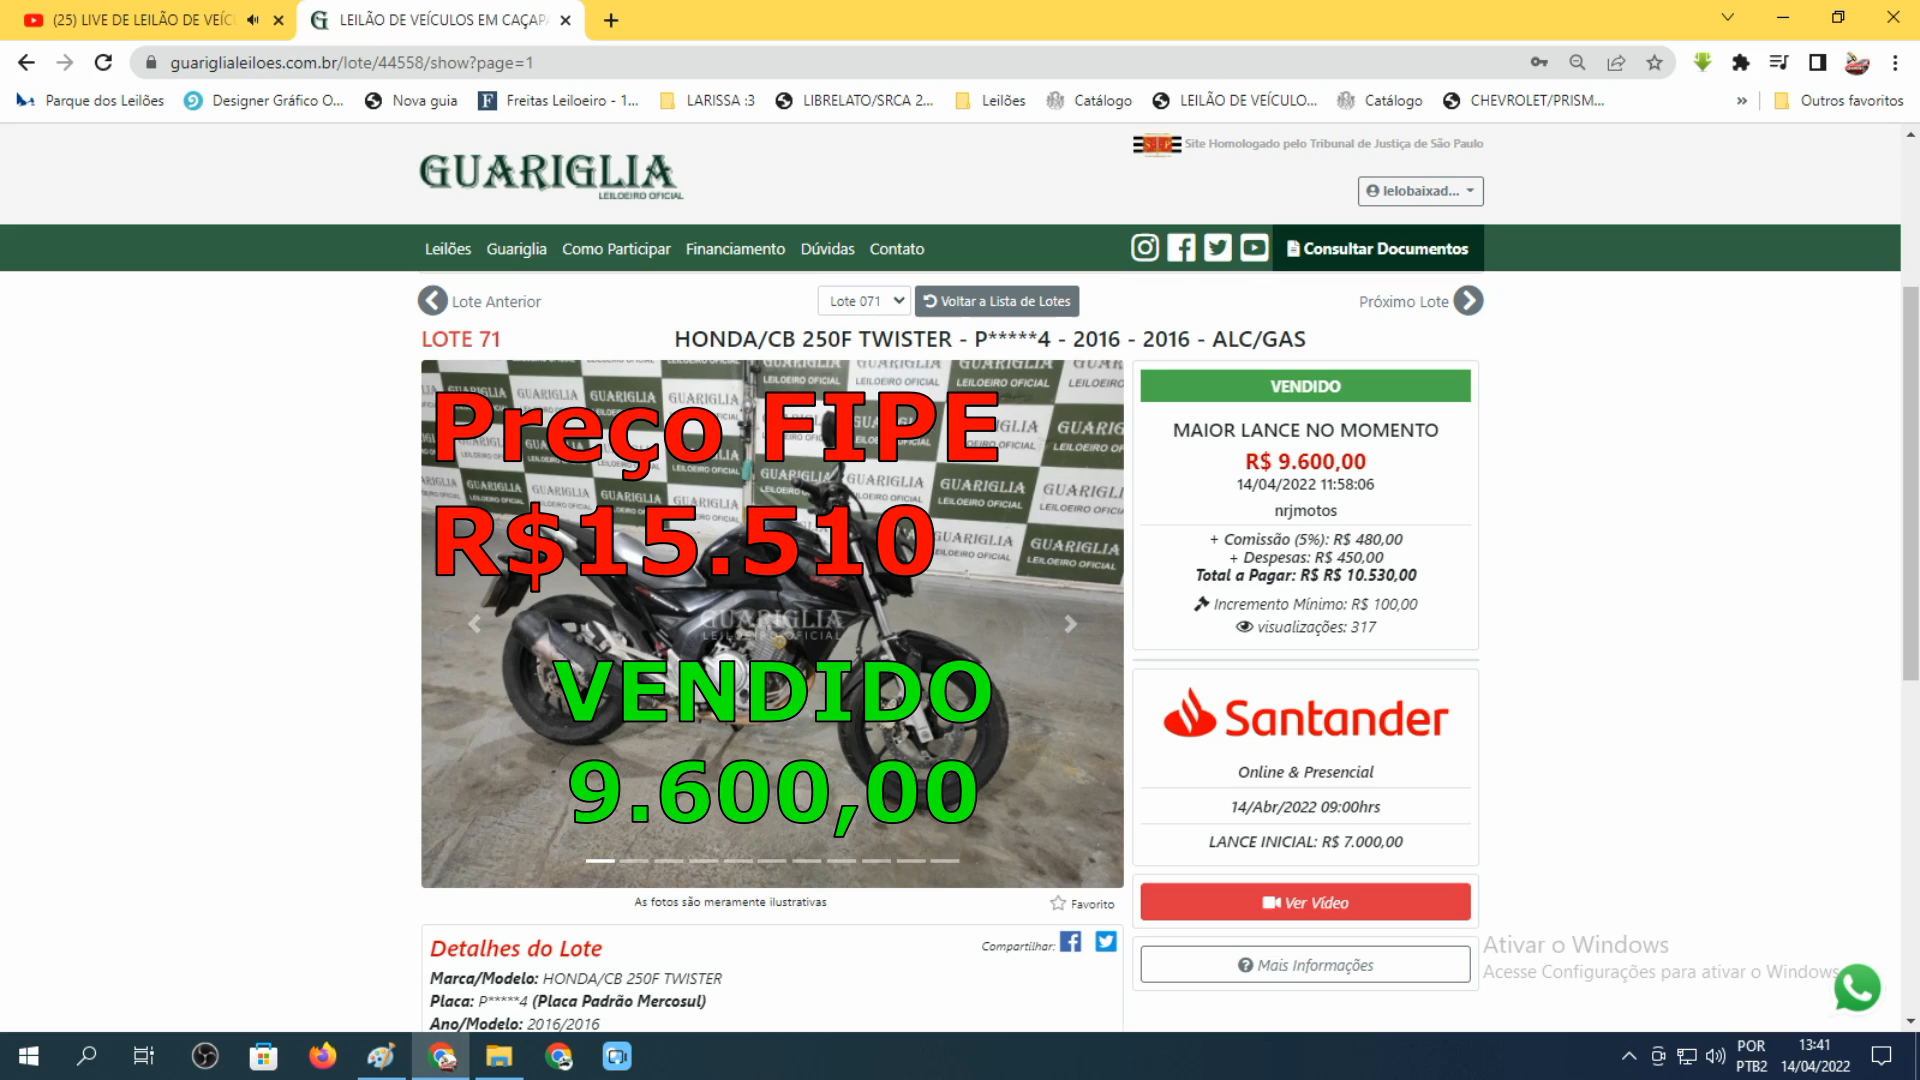 (25) LIVE DE LEILÃO DE VEÍC
LEILÃO DE VEÍCULOS EM CAÇAPA
guariglialeiloes.com.br/lote/44558/show?page=1
Parque dos Leilões
Designer Gráfico O...
Nova guia
Freitas Leiloeiro - 1...
LARISSA :3
LIBRELATO/SRCA 2...
Leilões
Catálogo
LEILÃO DE VEÍCULO...
Catálogo
CHEVROLET/PRISM...
»
Outros favoritos
GUARIGLIA
LEILOEIRO OFICIAL
Site Homologado pelo Tribunal de Justiça de São Paulo
lelobaixad...
Leilões
Guariglia
Como Participar
Financiamento
Dúvidas
Contato
Consultar Documentos
Lote Anterior
Lote 071
Voltar a Lista de Lotes
Próximo Lote
LOTE 71
HONDA/CB 250F TWISTER - P*****4 - 2016 - 2016 - ALC/GAS
Preço FIPE
R$15.510
GUARIGLIA
LEILOEIRO OFICIAL
VENDIDO
9.600,00
As fotos são meramente ilustrativas
Favorito
VENDIDO
MAIOR LANCE NO MOMENTO
R$ 9.600,00
14/04/2022 11:58:06
nrjmotos
+ Comissão (5%): R$ 480,00
+ Despesas: R$ 450,00
Total a Pagar: R$ R$ 10.530,00
Incremento Mínimo: R$ 100,00
visualizações: 317
Santander
Online & Presencial
14/Abr/2022 09:00hrs
LANCE INICIAL: R$ 7.000,00
Ver Vídeo
Mais Informações
Detalhes do Lote
Compartilhar:
Marca/Modelo: HONDA/CB 250F TWISTER
Placa: P*****4 (Placa Padrão Mercosul)
Ano/Modelo: 2016/2016
Ativar o Windows
Acesse Configurações para ativar o Windows
POR
PTB2
13:41
14/04/2022